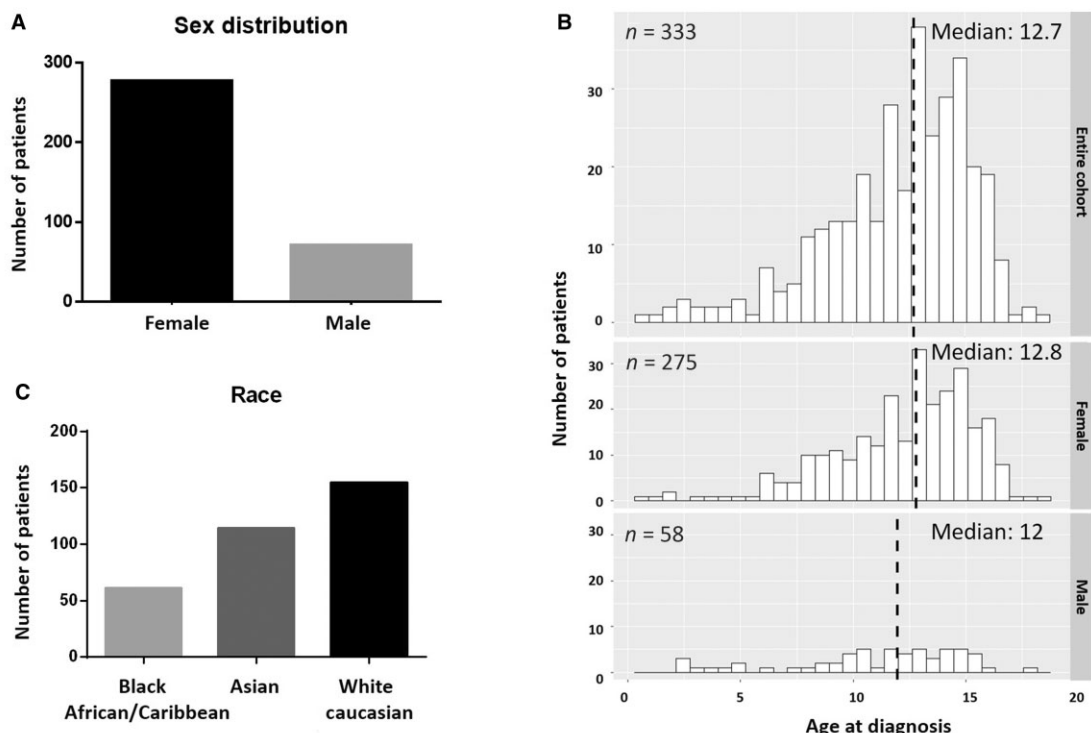 A
Sex distribution
Number of patients
300
200
100
0
Female
Male
C
Race
Number of patients
200
150
100
50
0
Black
African/Caribbean
Asian
White
caucasian
B
n = 333
Median: 12.7
30
20
10
0
Entire cohort
Number of patients
n = 275
Median: 12.8
30
20
10
0
Female
n = 58
Median: 12
30
20
10
0
Male
0
5
10
15
20
Age at diagnosis